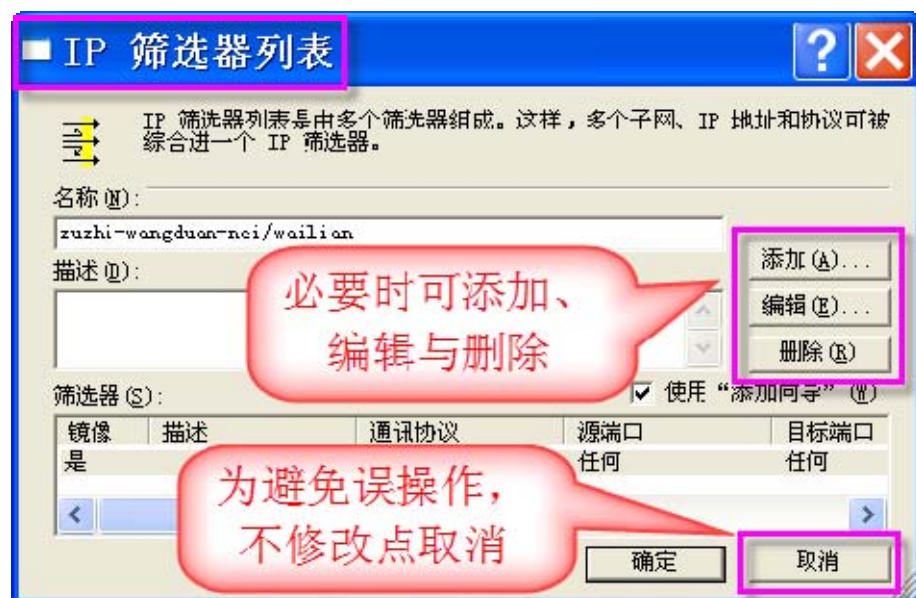 IP 筛选器列表
IP 筛选器列表是由多个筛选器组成。这样，多个子网、IP 地址和协议可被
综合进一个 IP 筛选器。
名称(N):
zuzhi-wangduan-nei/wailian
添加(A)...
描述(D):
必要时可添加、
编辑与删除
编辑(E)...
删除(R)
筛选器(S):
使用“添加向导”(W)
镜像 描述 通讯协议 源端口 目标端口
是 任何 任何
为避免误操作，
不修改点取消
确定 取消